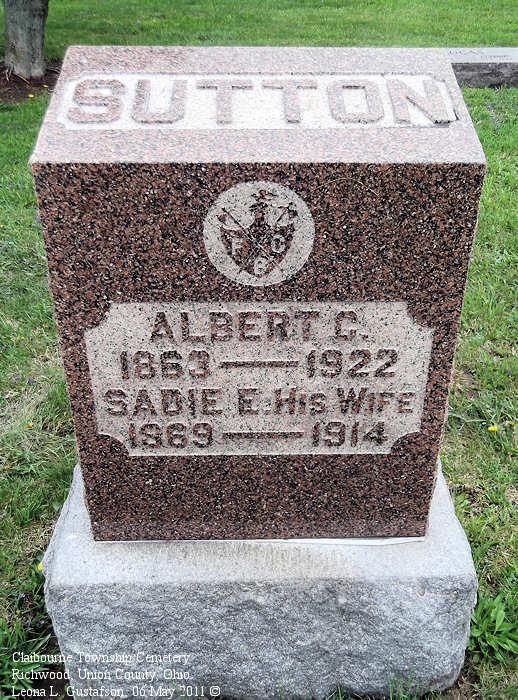 SUTTON
F C
B
ALBERT C.
1863 — 1922
SADIE E. HIS WIFE
1869 — 1914
Claibourne Township Cemetery
Richwood, Union County, Ohio
Leona L. Gustafson, 06 May 2011 ©